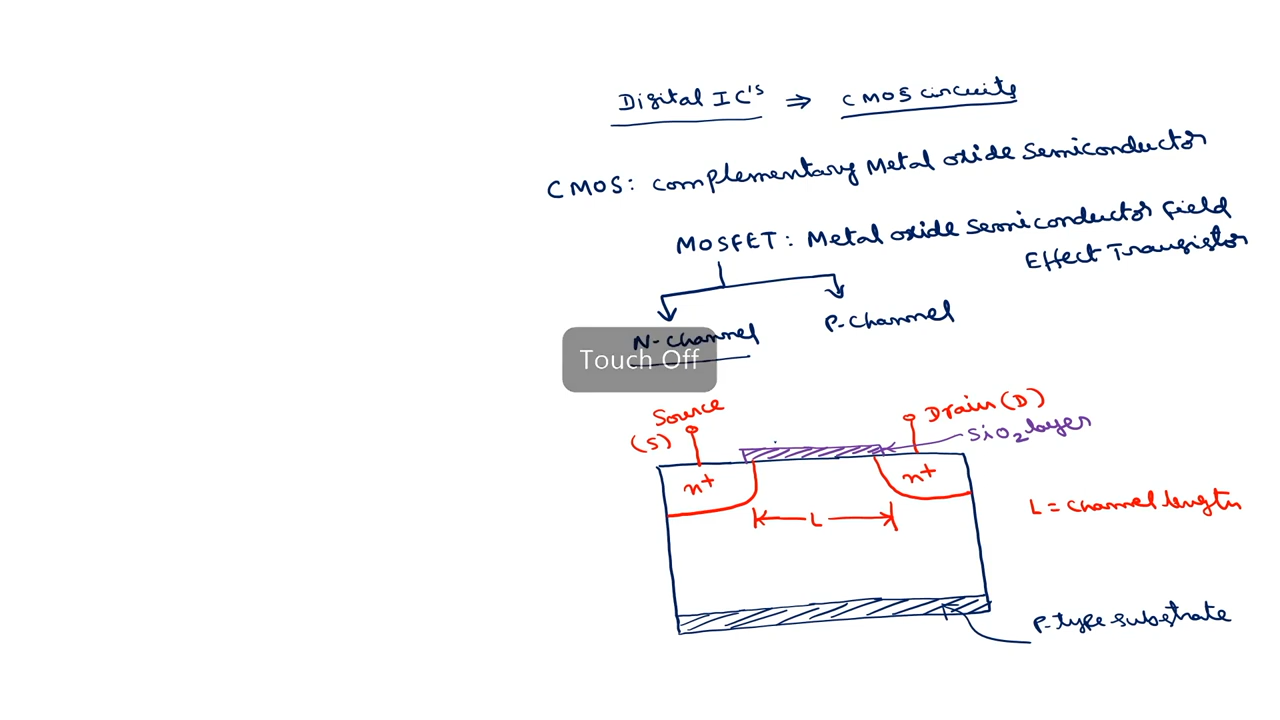 Digital IC's ⇒ CMOS circuits
CMOS: complementary Metal oxide semiconductor
MOSFET: Metal oxide semiconductor field
Effect Transistor
N-channel
P-channel
Touch Off
Source
(S)
Drain (D)
SiO2 layer
n+
n+
L
L = channel length
P-type substrate